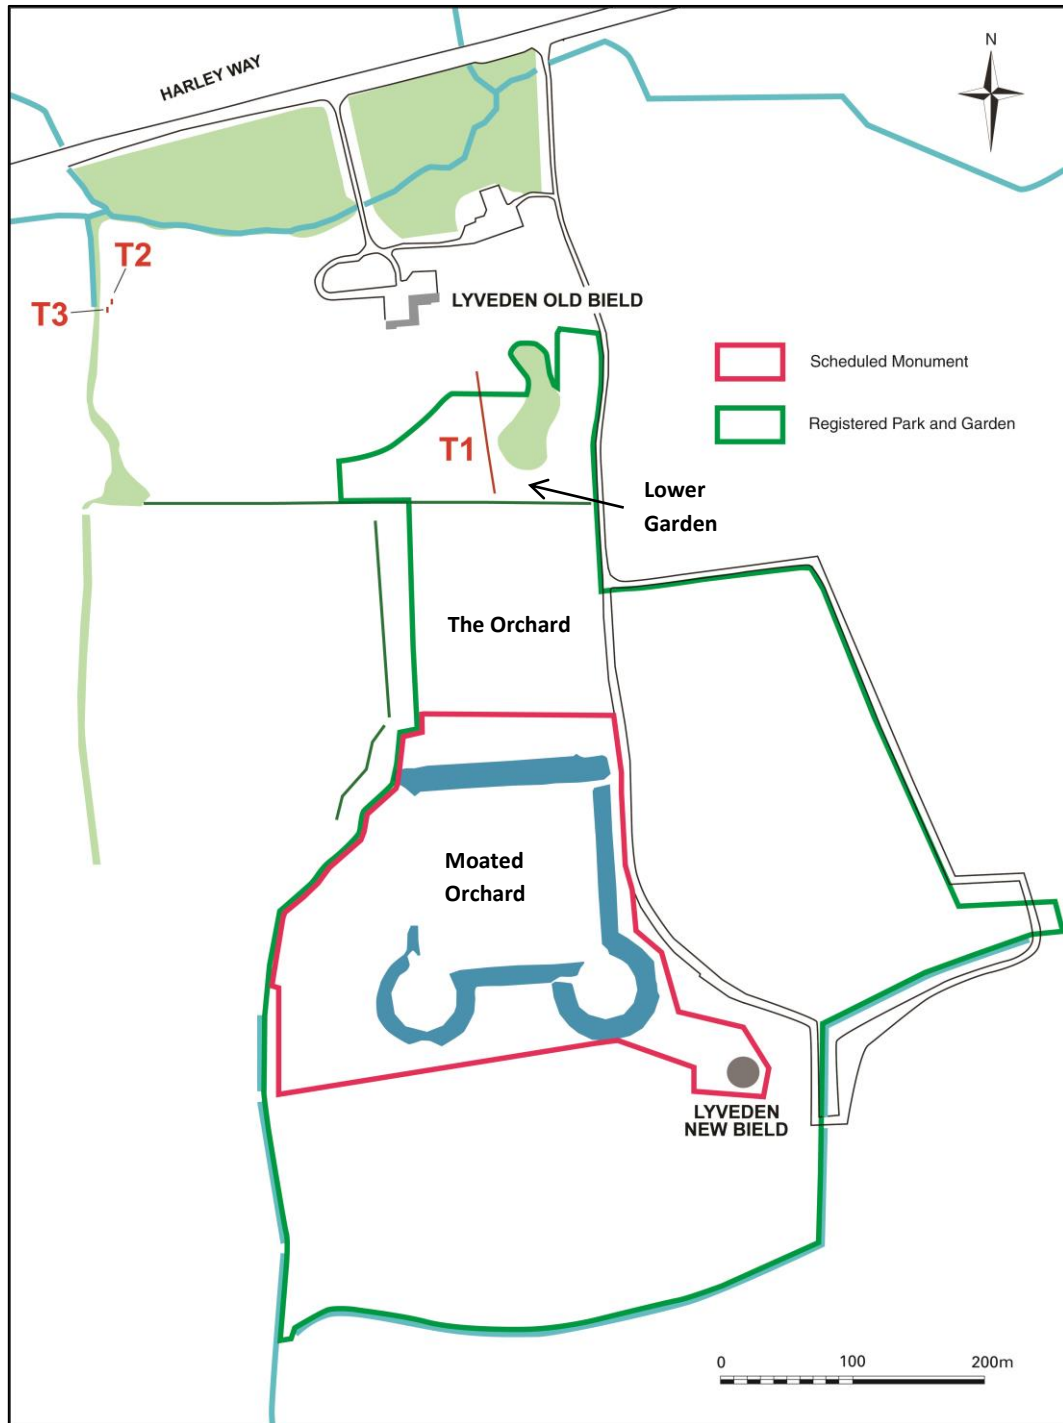 HARLEY WAY
N
T2
T3
LYVEDEN OLD BIELD
Scheduled Monument
Registered Park and Garden
T1
Lower
Garden
The Orchard
Moated
Orchard
LYVEDEN
NEW BIELD
0 100 200m